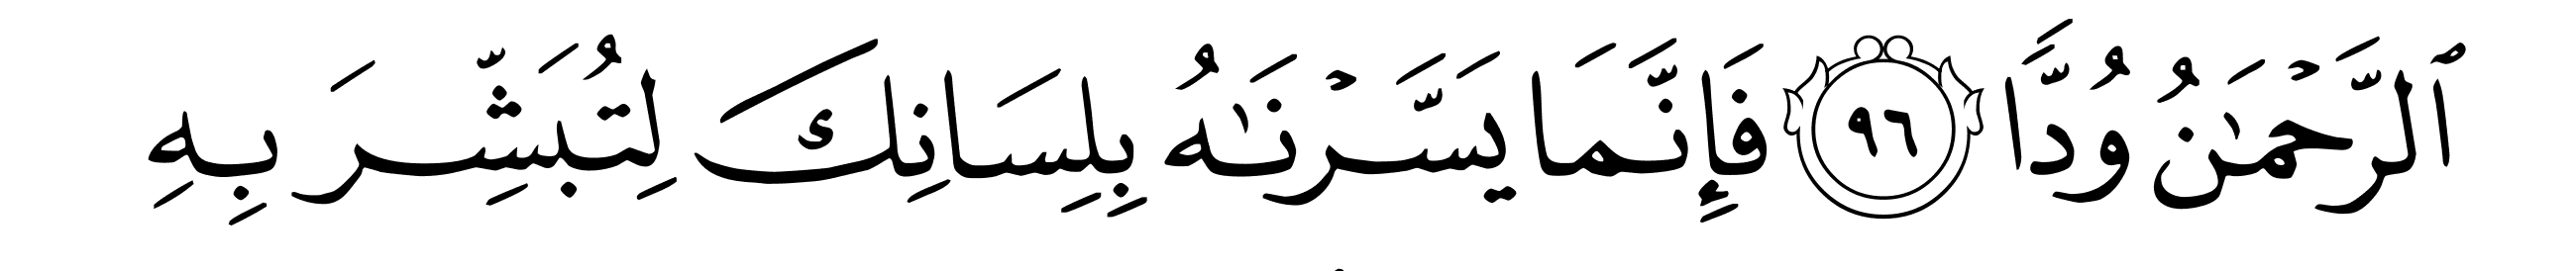 ٱلرَّحْمَـٰنُ وُدًّا ٩٦ فَإِنَّمَا يَسَّرْنَـٰهُ بِلِسَانِكَ لِتُبَشِّرَ بِهِ